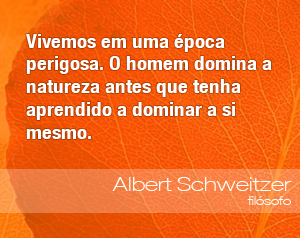 Vivemos em uma época
perigosa. O homem domina a
natureza antes que tenha
aprendido a dominar a si
mesmo.
Albert Schweitzer
filósofo